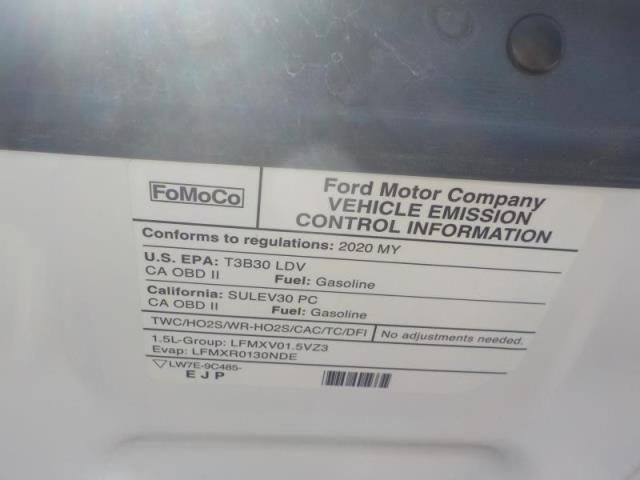 FoMoCo
Ford Motor Company
VEHICLE EMISSION
CONTROL INFORMATION
Conforms to regulations: 2020 MY
U.S. EPA: T3B30 LDV
CA OBD II Fuel: Gasoline
California: SULEV30 PC
CA OBD II Fuel: Gasoline
TWC/HO2S/WR-HO2S/CAC/TC/DFI No adjustments needed.
1.5L-Group: LFMXV01.5VZ3
Evap: LFMXR0130NDE
LW7E-9C485-
EJP